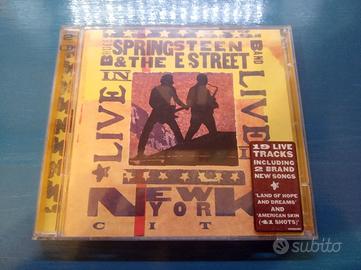 BRUCE
SPRINGSTEEN
& THE E STREET
BAND
LIVE IN
LIVE I
NEW
YORK
CIT
19 LIVE
TRACKS
INCLUDING
2 BRAND
NEW SONGS
'LAND OF HOPE
AND DREAMS'
AND
'AMERICAN SKIN
(41 SHOTS)'
subito